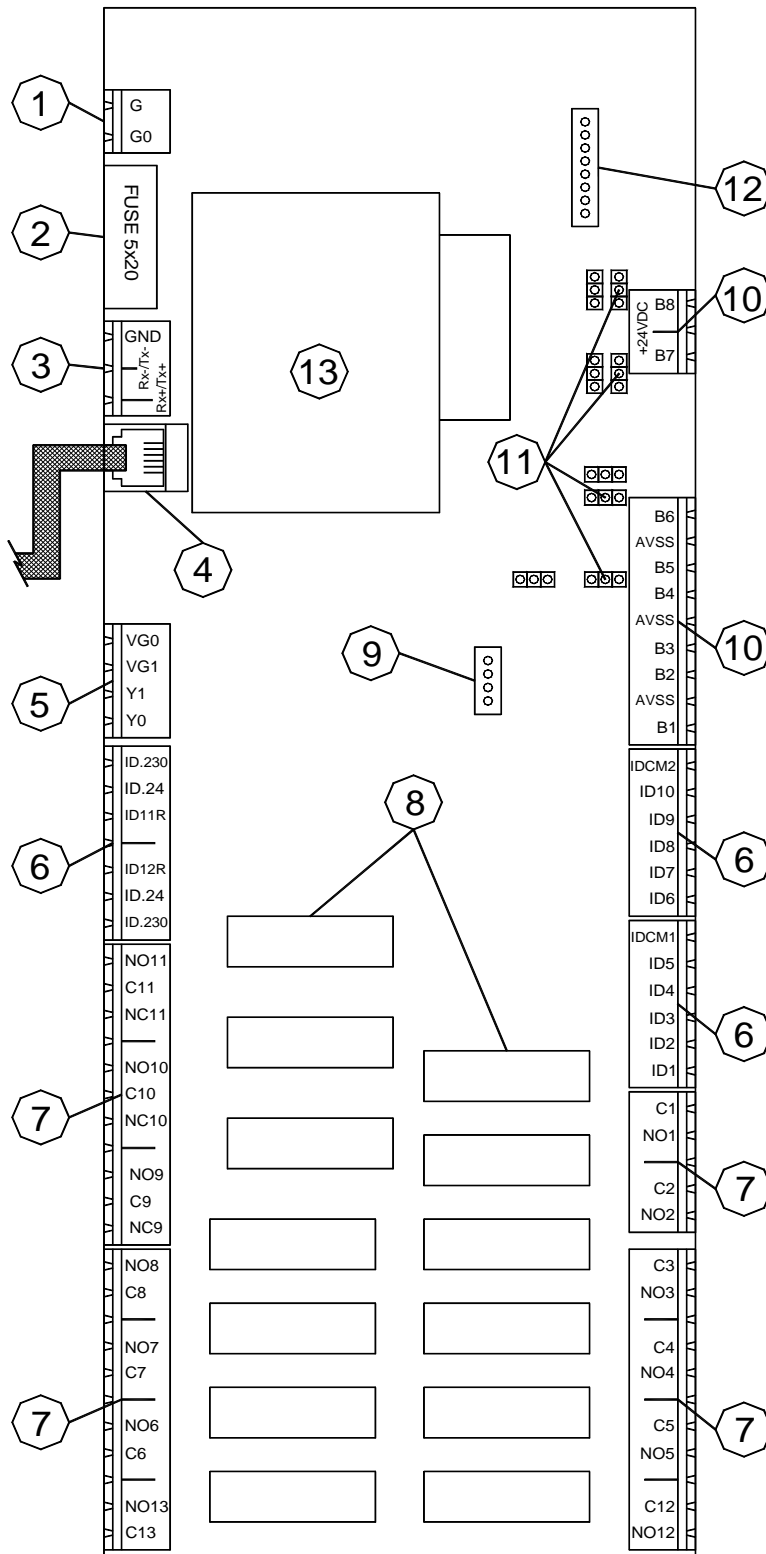 1
G
G0
2
FUSE 5x20
3
GND
Rx-/Tx-
Rx+/Tx+
4
5
VG0
VG1
Y1
Y0
6
ID.230
ID.24
ID11R
ID12R
ID.24
ID.230
7
NO11
C11
NC11
NO10
C10
NC10
NO9
C9
NC9
7
NO8
C8
NO7
C7
NO6
C6
NO13
C13
13
8
9
11
12
10
+24VDC
B8
B7
10
B6
AVSS
B5
B4
AVSS
B3
B2
AVSS
B1
6
IDCM2
ID10
ID9
ID8
ID7
ID6
6
IDCM1
ID5
ID4
ID3
ID2
ID1
7
C1
NO1
C2
NO2
7
C3
NO3
C4
NO4
C5
NO5
C12
NO12